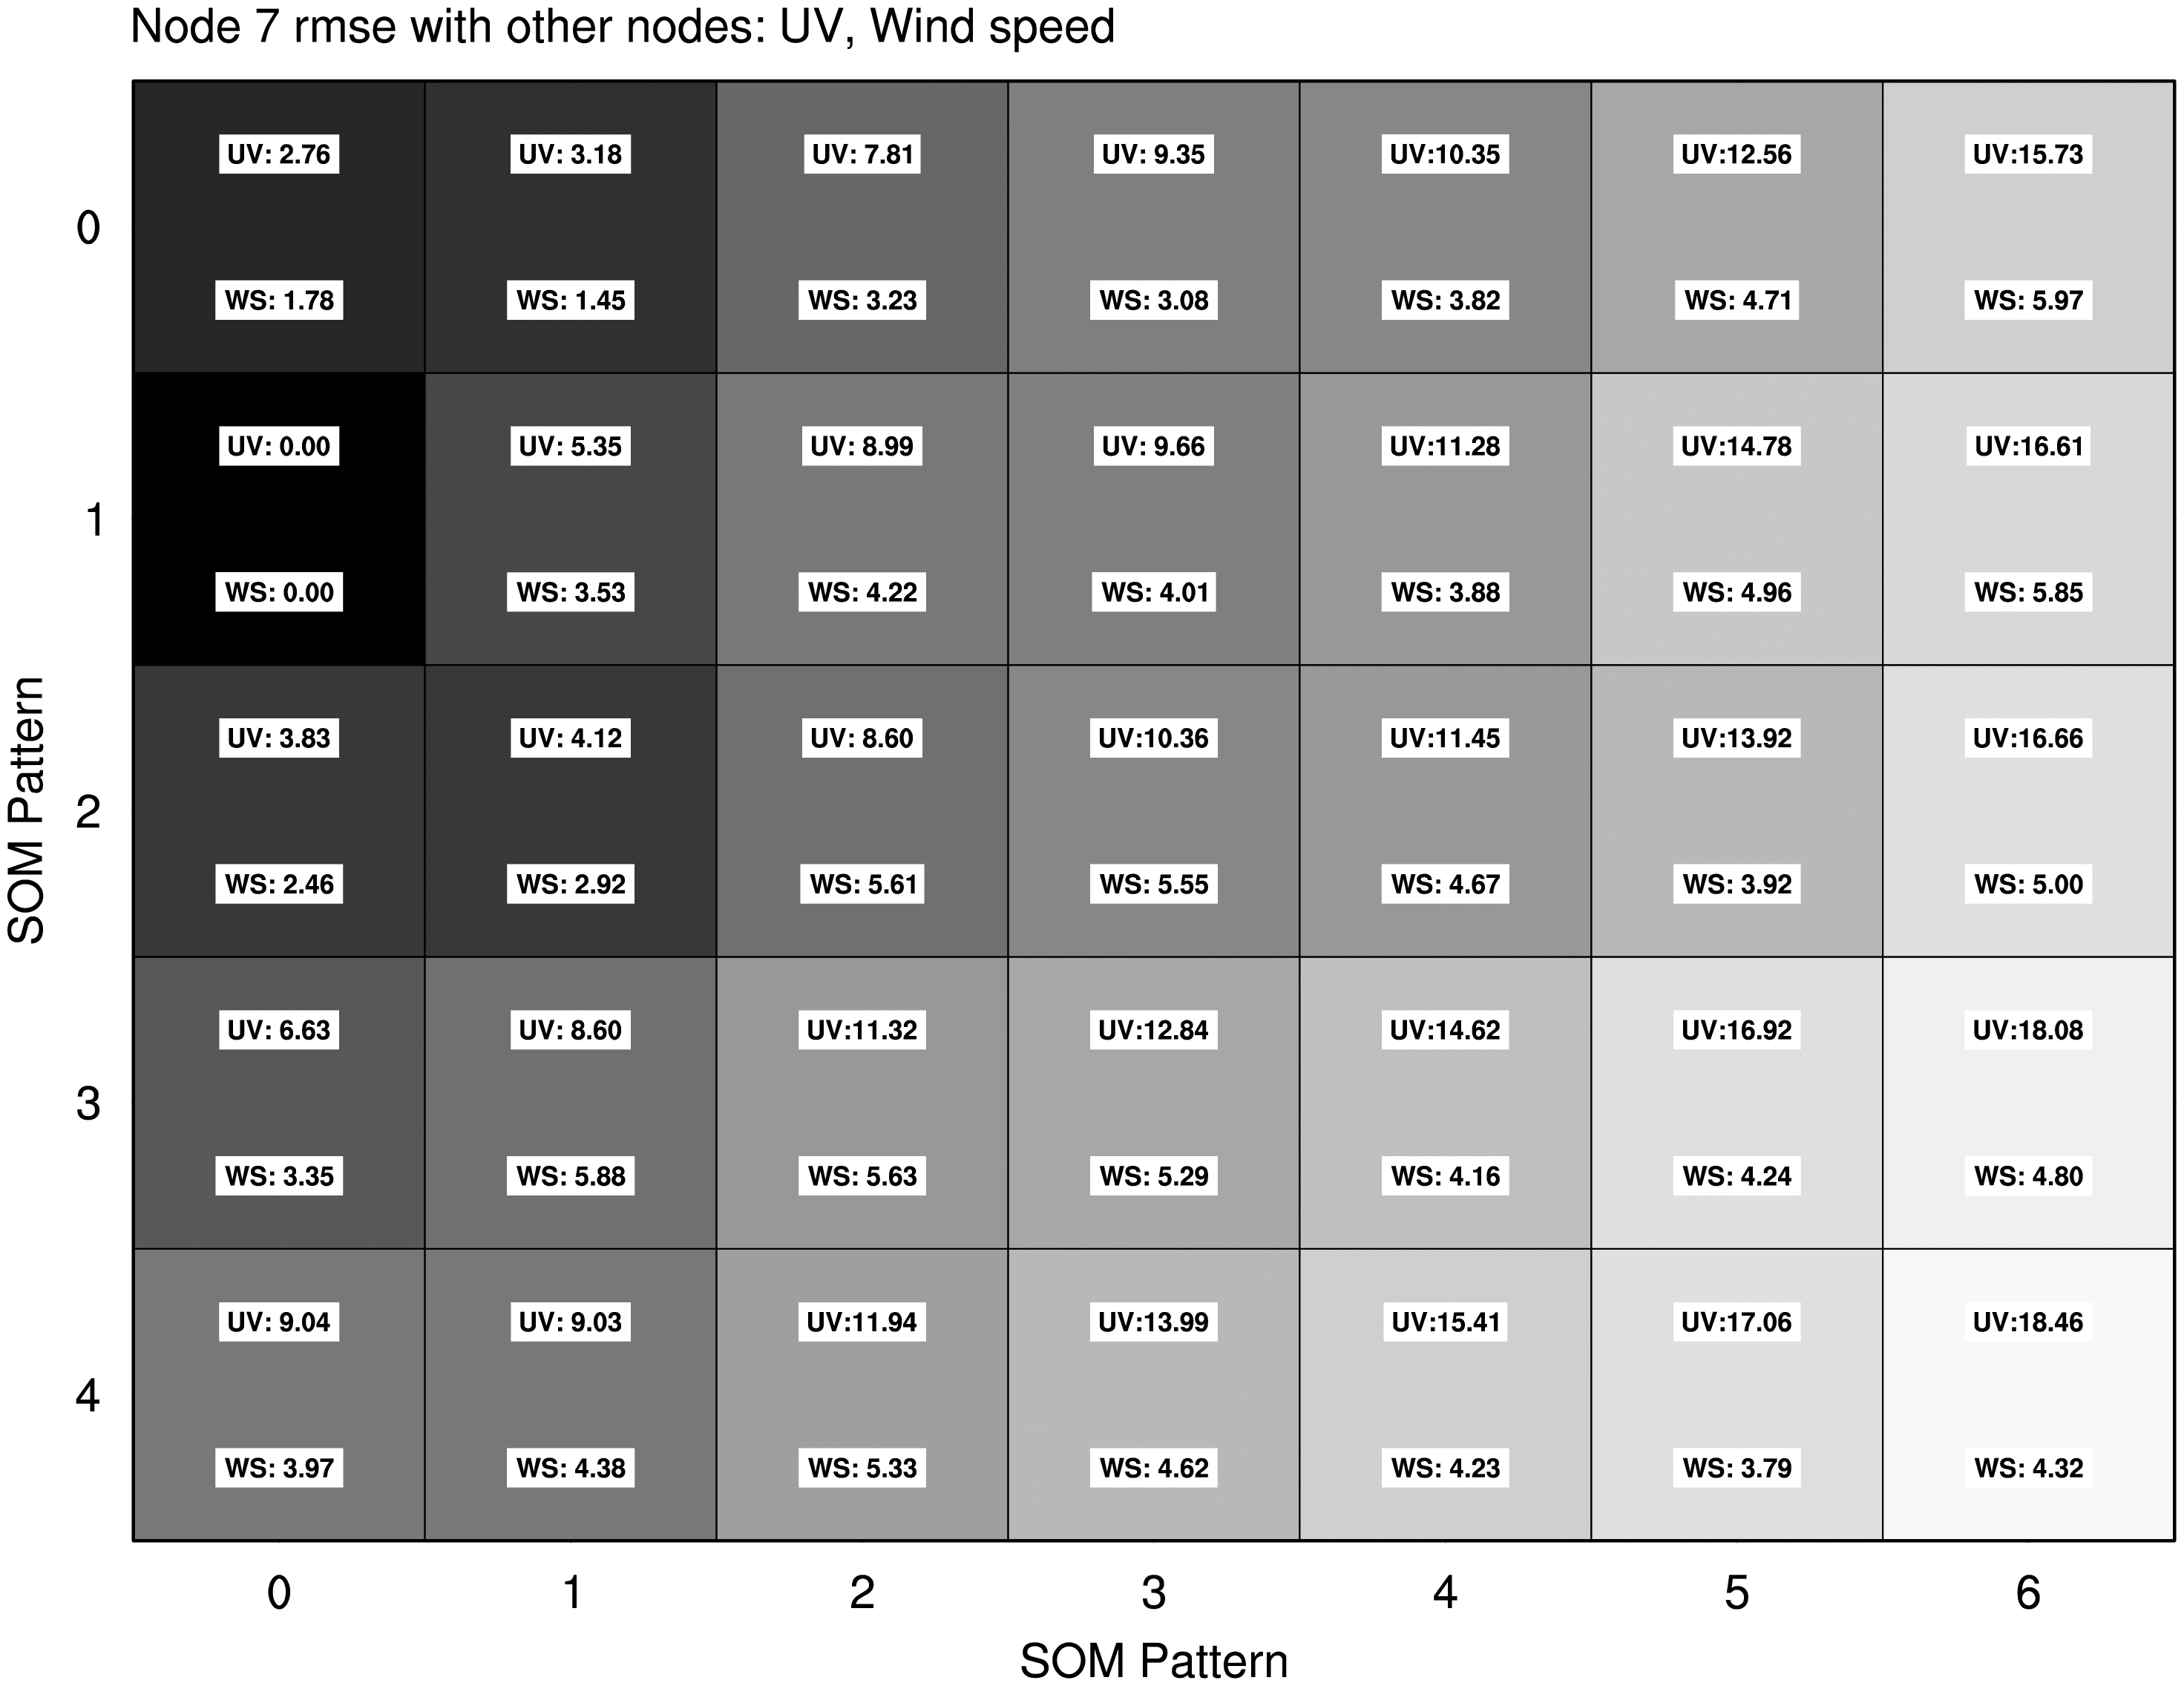 Node 7 rmse with other nodes: UV, Wind speed
UV: 2.76 UV: 3.18 UV: 7.81 UV: 9.35 UV:10.35 UV:12.56 UV:15.73
0
WS: 1.78 WS: 1.45 WS: 3.23 WS: 3.08 WS: 3.82 WS: 4.71 WS: 5.97
UV: 0.00 UV: 5.35 UV: 8.99 UV: 9.66 UV:11.28 UV:14.78 UV:16.61
1
WS: 0.00 WS: 3.53 WS: 4.22 WS: 4.01 WS: 3.88 WS: 4.96 WS: 5.85
SOM Pattern
UV: 3.83 UV: 4.12 UV: 8.60 UV:10.36 UV:11.45 UV:13.92 UV:16.66
2
WS: 2.46 WS: 2.92 WS: 5.61 WS: 5.55 WS: 4.67 WS: 3.92 WS: 5.00
UV: 6.63 UV: 8.60 UV:11.32 UV:12.84 UV:14.62 UV:16.92 UV:18.08
3
WS: 3.35 WS: 5.88 WS: 5.63 WS: 5.29 WS: 4.16 WS: 4.24 WS: 4.80
UV: 9.04 UV: 9.03 UV:11.94 UV:13.99 UV:15.41 UV:17.06 UV:18.46
4
WS: 3.97 WS: 4.38 WS: 5.33 WS: 4.62 WS: 4.23 WS: 3.79 WS: 4.32
0 1 2 3 4 5 6
SOM Pattern